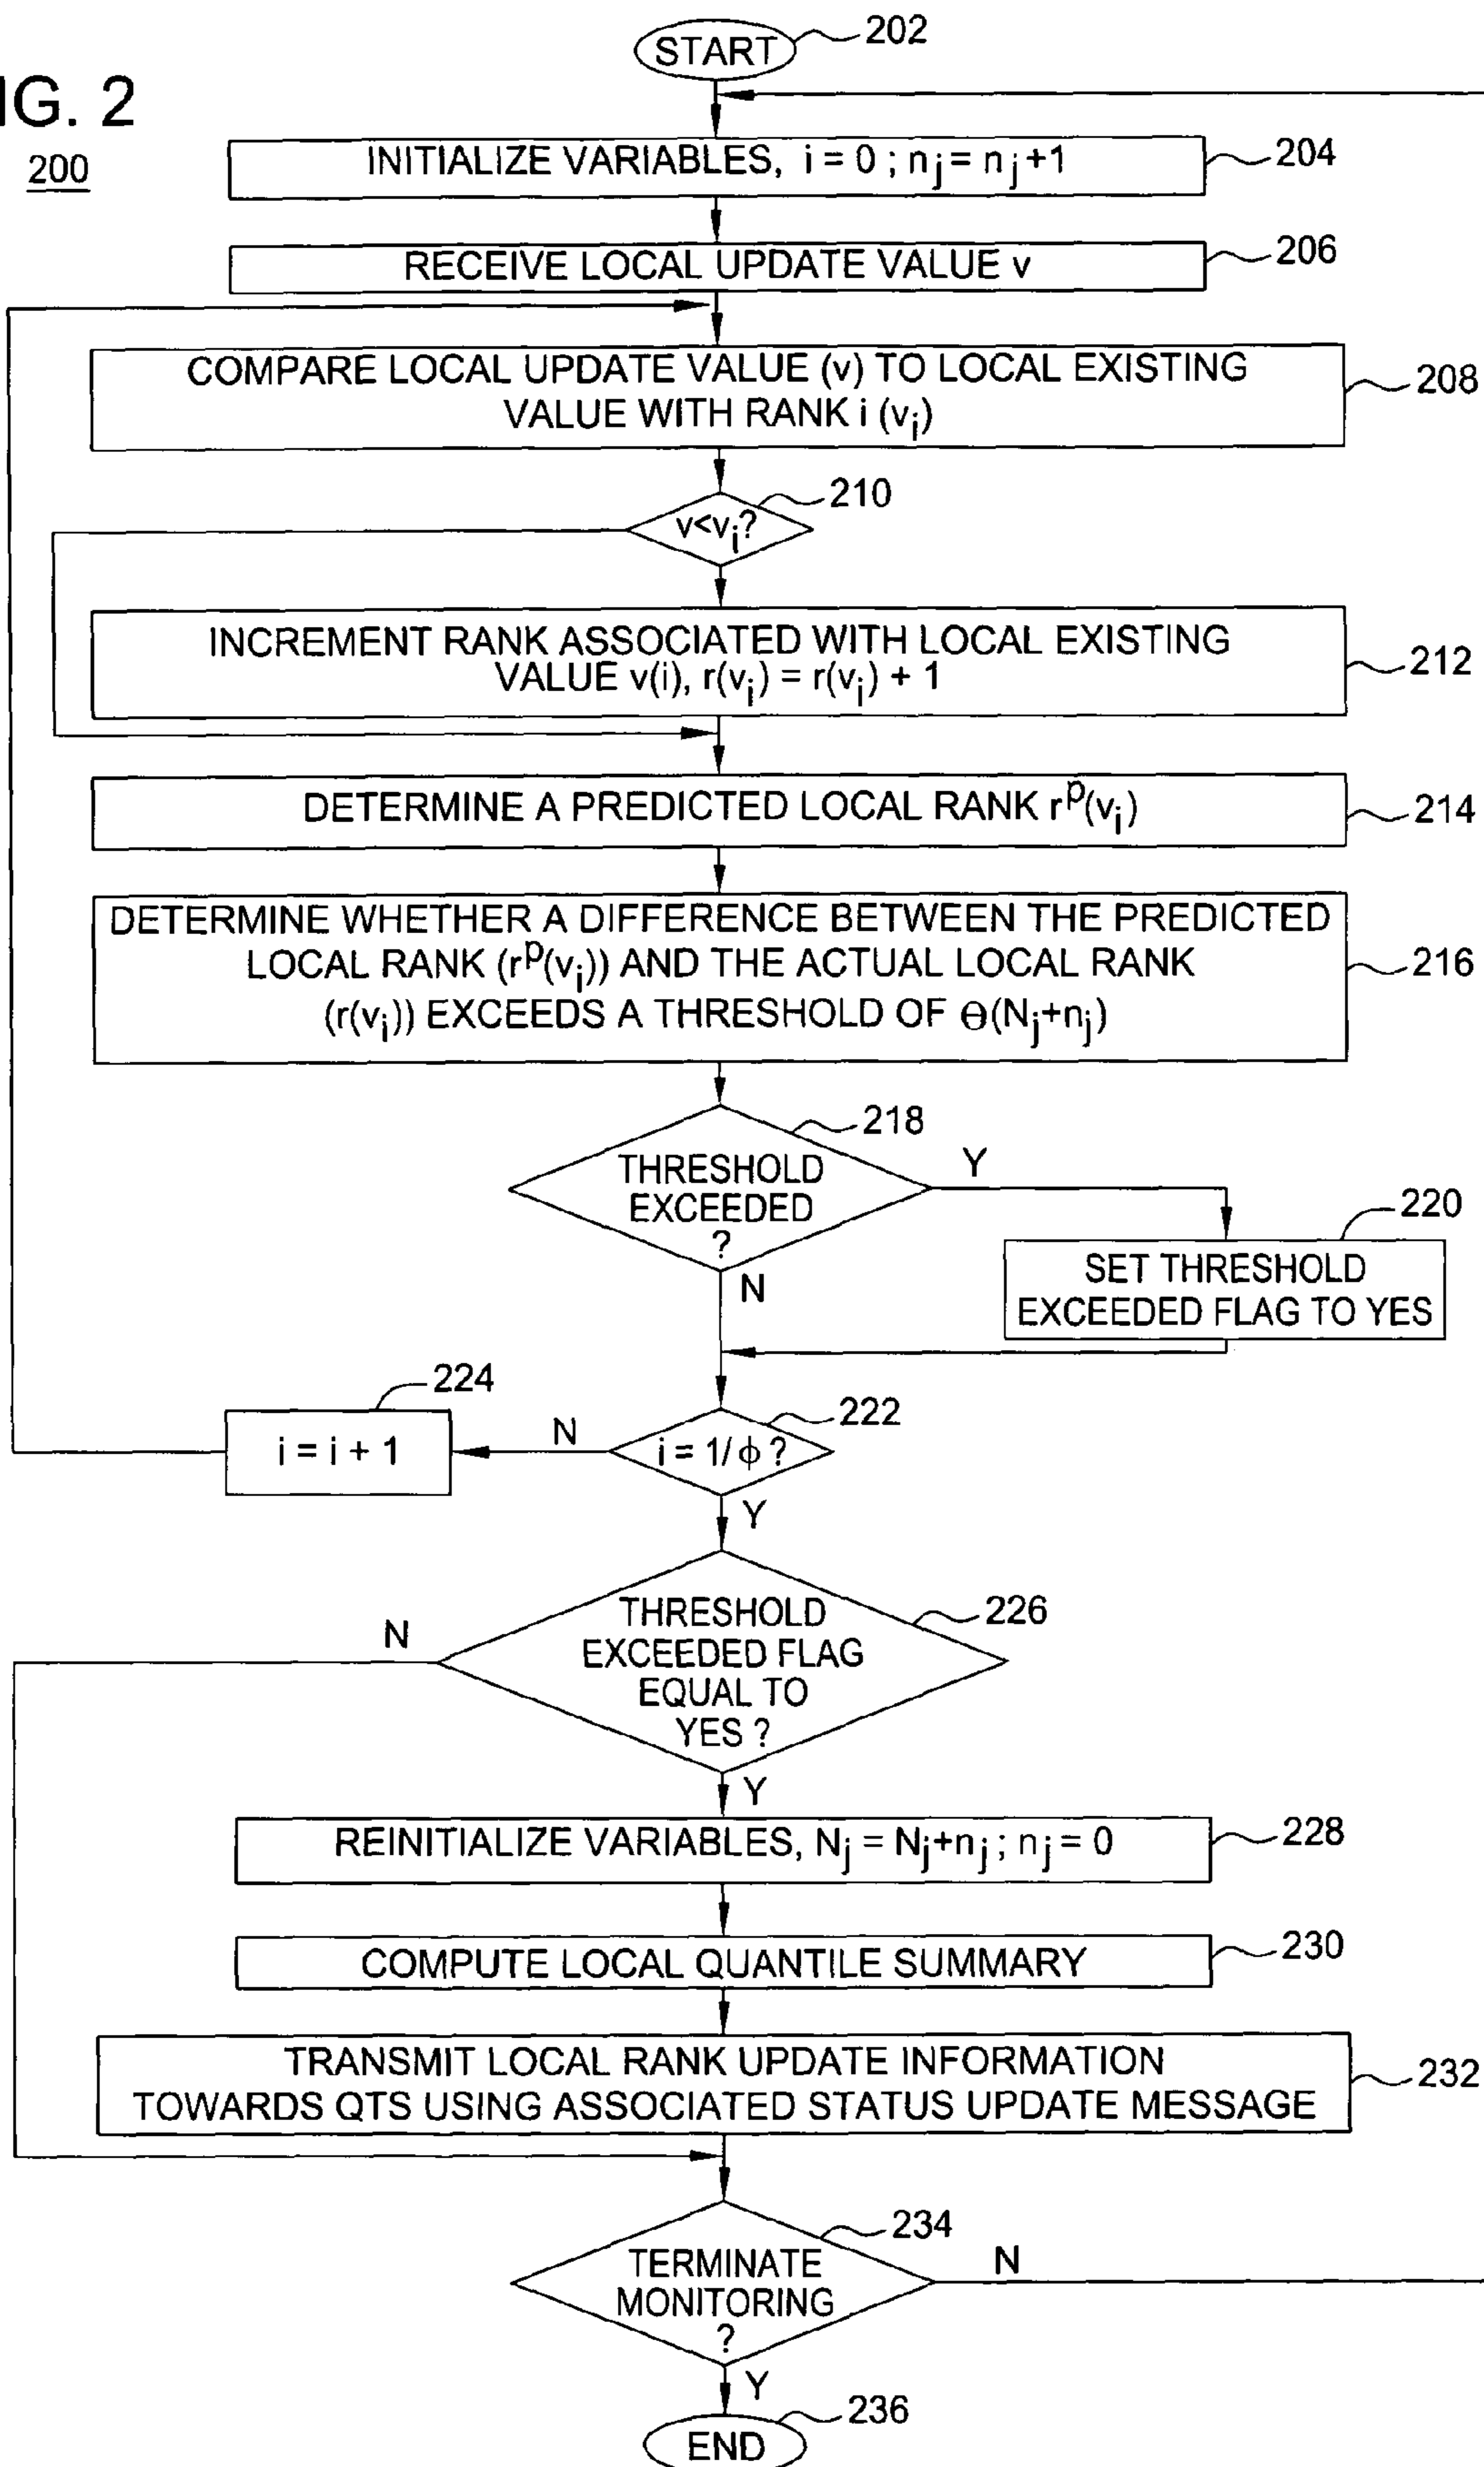 IG. 2
200
START
202
INITIALIZE VARIABLES, i = 0 ; nj = nj +1
204
RECEIVE LOCAL UPDATE VALUE v
206
COMPARE LOCAL UPDATE VALUE (v) TO LOCAL EXISTING
VALUE WITH RANK i (vi)
208
v<vi?
210
INCREMENT RANK ASSOCIATED WITH LOCAL EXISTING
VALUE v(i), r(vi) = r(vi) + 1
212
DETERMINE A PREDICTED LOCAL RANK rp(vi)
214
DETERMINE WHETHER A DIFFERENCE BETWEEN THE PREDICTED
LOCAL RANK (rp(vi)) AND THE ACTUAL LOCAL RANK
(r(vi)) EXCEEDS A THRESHOLD OF Θ(Nj+nj)
216
THRESHOLD
EXCEEDED
?
218
Y
N
SET THRESHOLD
EXCEEDED FLAG TO YES
220
i = 1/ϕ ?
222
N
Y
i = i + 1
224
THRESHOLD
EXCEEDED FLAG
EQUAL TO
YES ?
226
N
Y
REINITIALIZE VARIABLES, Nj = Nj+nj ; nj = 0
228
COMPUTE LOCAL QUANTILE SUMMARY
230
TRANSMIT LOCAL RANK UPDATE INFORMATION
TOWARDS QTS USING ASSOCIATED STATUS UPDATE MESSAGE
232
TERMINATE
MONITORING
?
234
N
Y
END
236